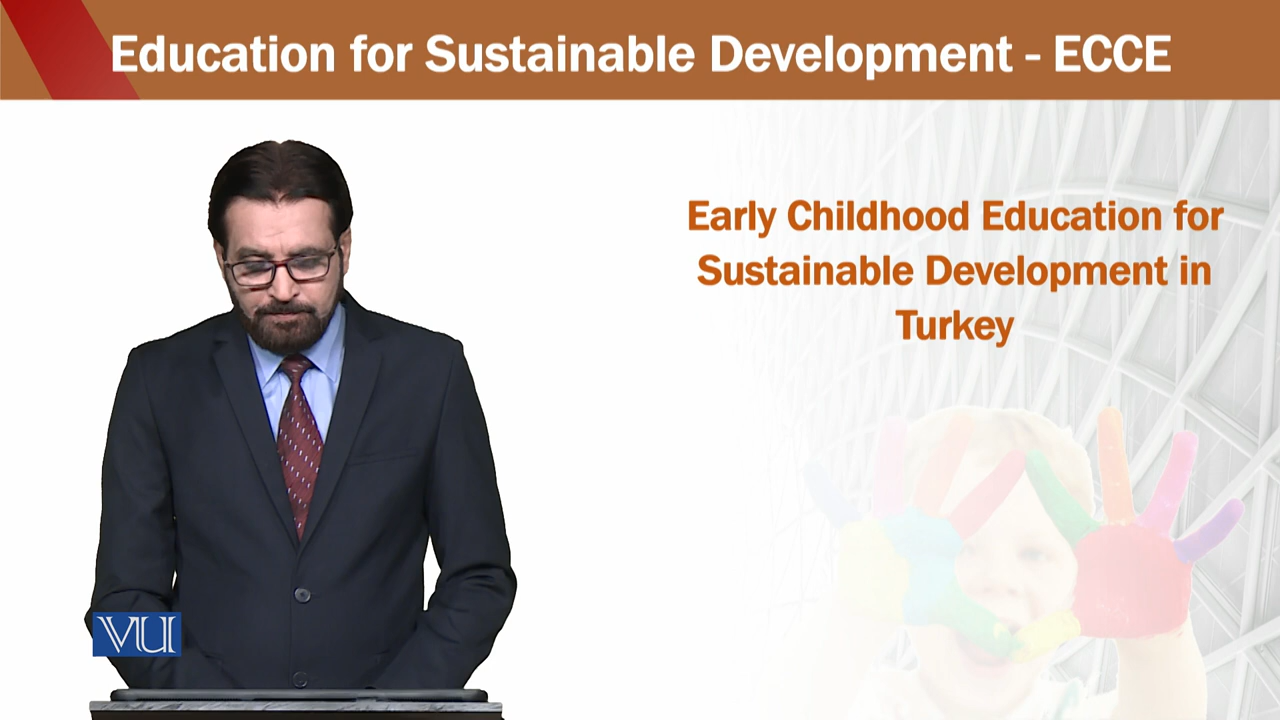 Education for Sustainable Development - ECCE
Early Childhood Education for
Sustainable Development in
Turkey
VU